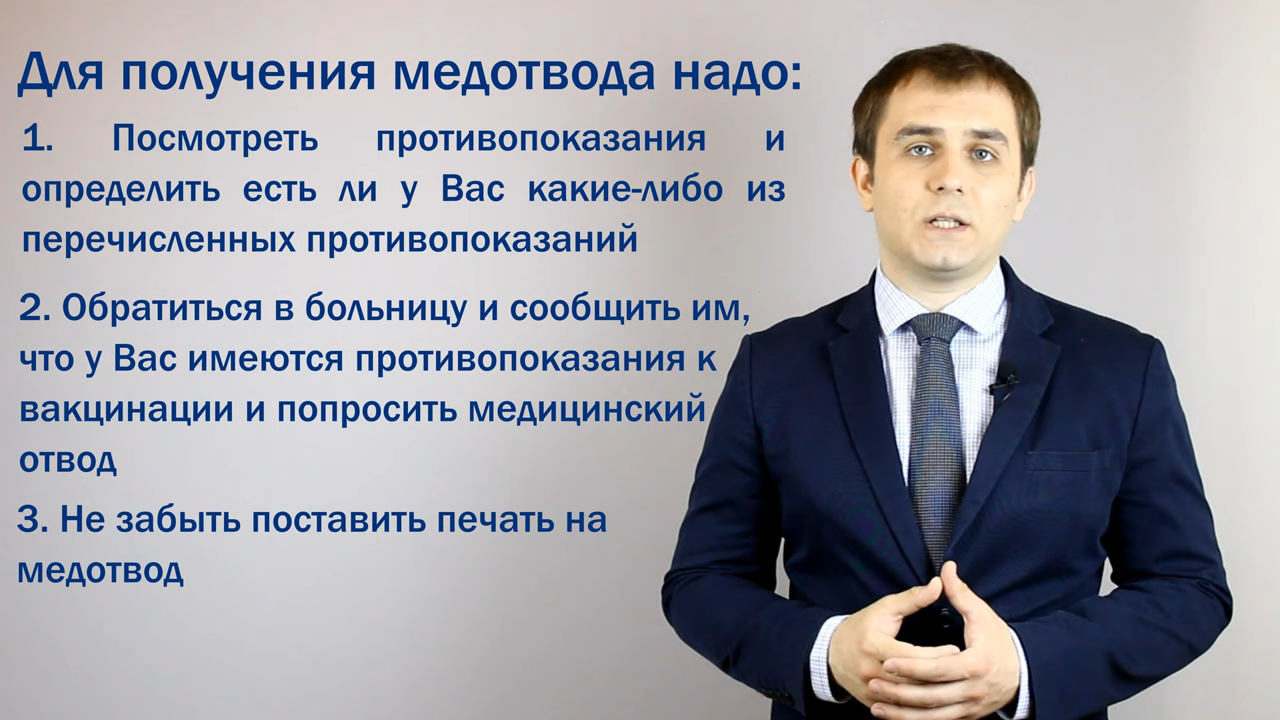 Для получения медотвода надо:
1. Посмотреть противопоказания и
определить есть ли у Вас какие-либо из
перечисленных противопоказаний
2. Обратиться в больницу и сообщить им,
что у Вас имеются противопоказания к
вакцинации и попросить медицинский
отвод
3. Не забыть поставить печать на
медотвод